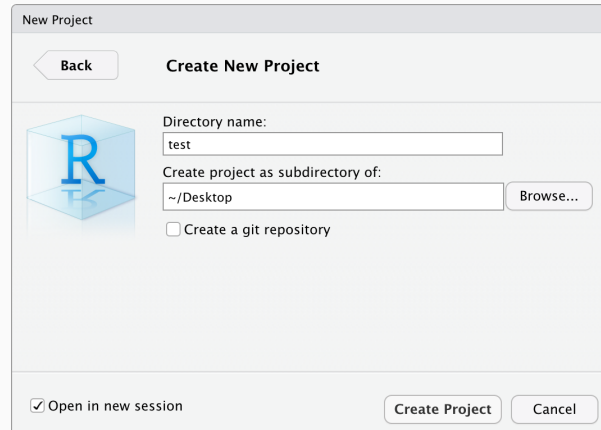 New Project
Back
Create New Project
R
Directory name:
test
Create project as subdirectory of:
~/Desktop
Browse...
Create a git repository
Open in new session
Create Project
Cancel